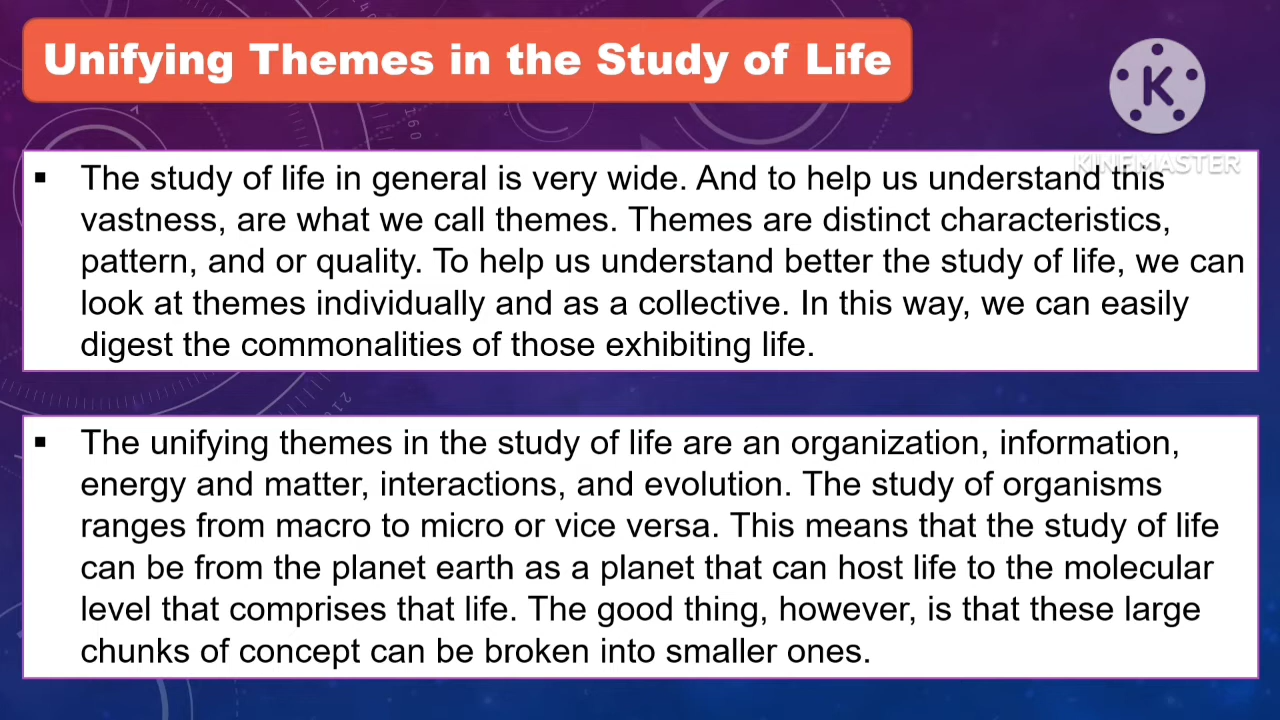 Unifying Themes in the Study of Life
K
KINEMASTER
▪ The study of life in general is very wide. And to help us understand this
vastness, are what we call themes. Themes are distinct characteristics,
pattern, and or quality. To help us understand better the study of life, we can
look at themes individually and as a collective. In this way, we can easily
digest the commonalities of those exhibiting life.
▪ The unifying themes in the study of life are an organization, information,
energy and matter, interactions, and evolution. The study of organisms
ranges from macro to micro or vice versa. This means that the study of life
can be from the planet earth as a planet that can host life to the molecular
level that comprises that life. The good thing, however, is that these large
chunks of concept can be broken into smaller ones.
160